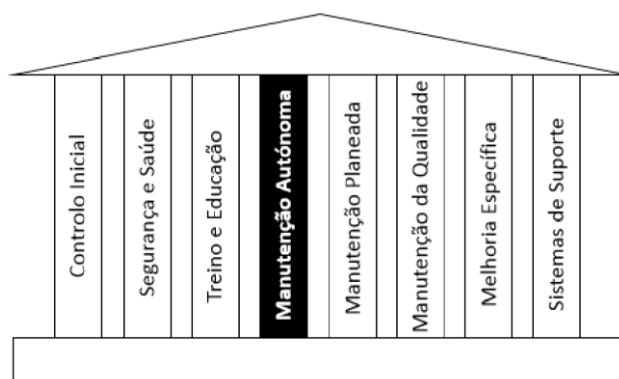 Controlo Inicial
Segurança e Saúde
Treino e Educação
Manutenção Autónoma
Manutenção Planeada
Manutenção da Qualidade
Melhoria Específica
Sistemas de Suporte